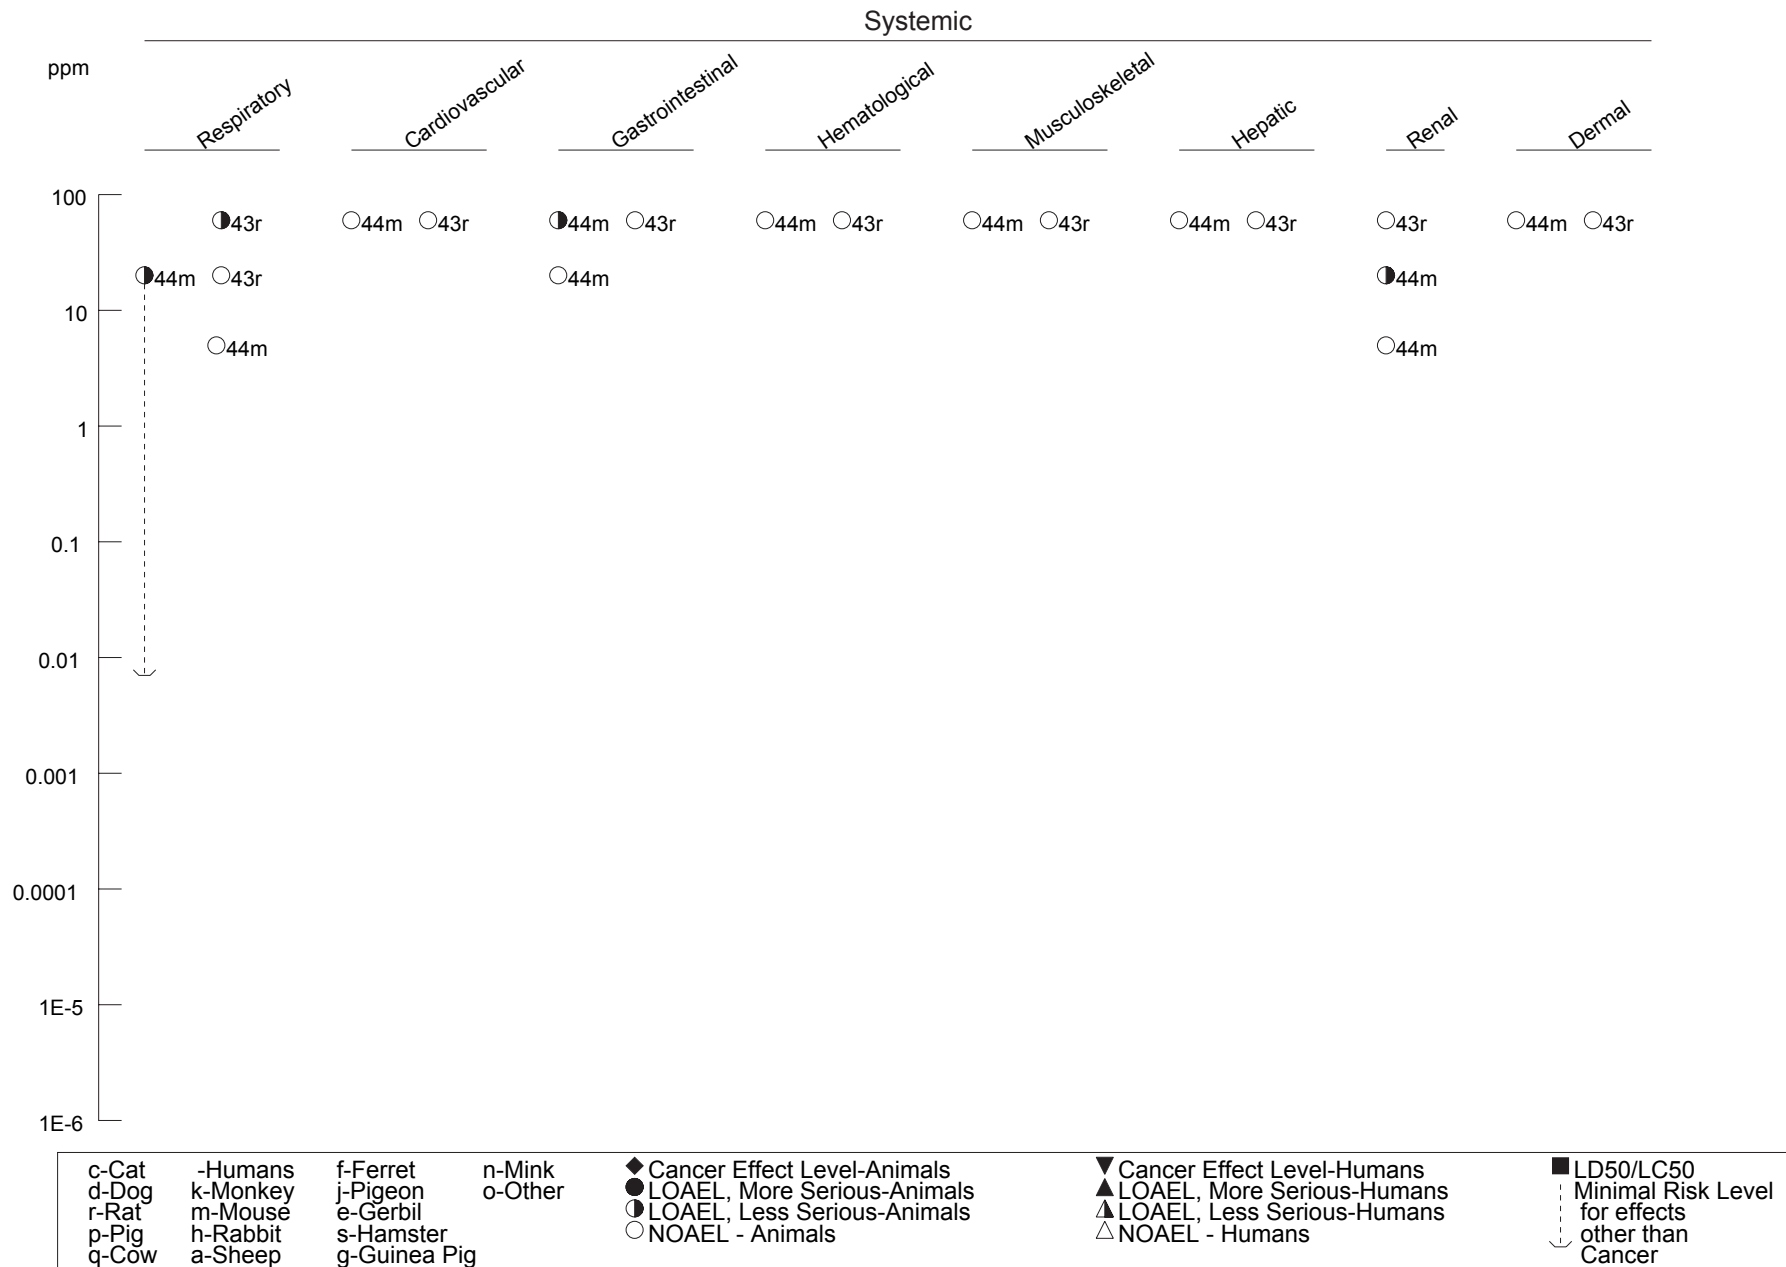 Systemic
ppm
Respiratory
Cardiovascular
Gastrointestinal
Hematological
Musculoskeletal
Hepatic
Renal
Dermal
100
43r 44m 43r 44m 43r 44m 43r 44m 43r 44m 43r 43r 44m 43r
44m 43r 44m 44m
10
44m 44m
1
0.1
0.01
0.001
0.0001
1E-5
1E-6
c-Cat -Humans f-Ferret n-Mink Cancer Effect Level-Animals Cancer Effect Level-Humans LD50/LC50
d-Dog k-Monkey j-Pigeon o-Other LOAEL, More Serious-Animals LOAEL, More Serious-Humans Minimal Risk Level
r-Rat m-Mouse e-Gerbil LOAEL, Less Serious-Animals LOAEL, Less Serious-Humans for effects
p-Pig h-Rabbit s-Hamster NOAEL - Animals NOAEL - Humans other than
q-Cow a-Sheep g-Guinea Pig Cancer